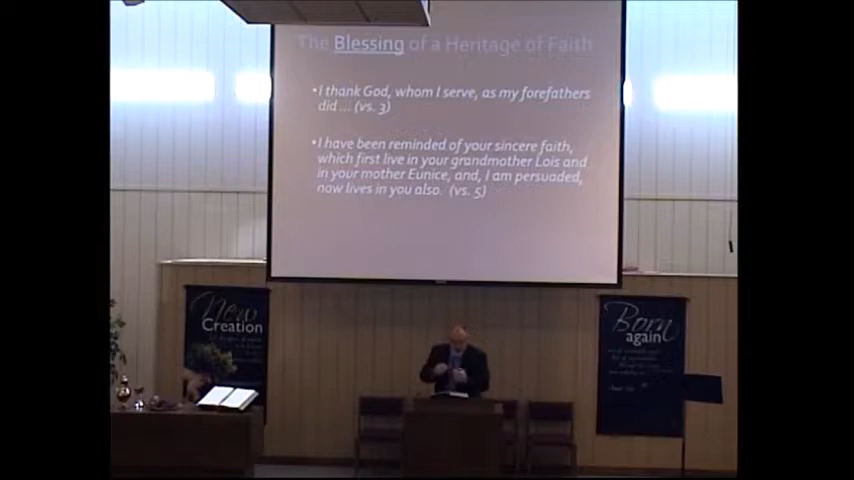 The Blessing of a Heritage of Faith
•I thank God, whom I serve, as my forefathers
did ... (vs. 3)
•I have been reminded of your sincere faith,
which first lives in your grandmother Lois and
in your mother Eunice, and, I am persuaded,
now lives in you also. (vs. 5)
New
CREATION
Born
again